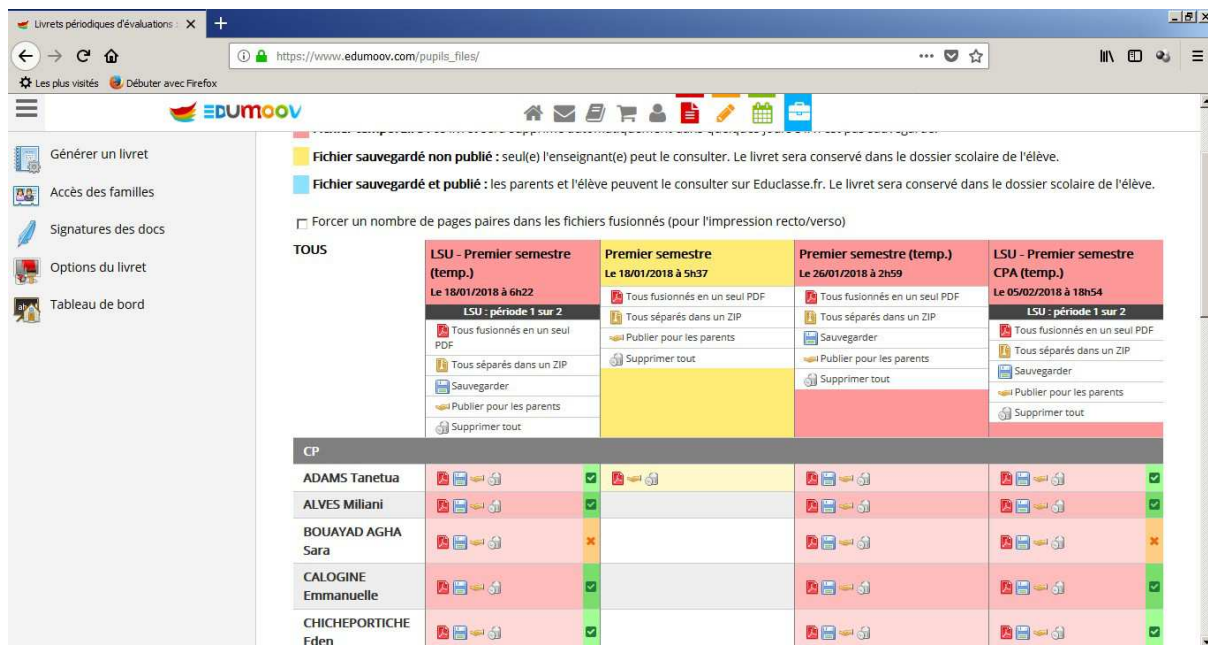 Livrets périodiques d'évaluations :
https://www.edumoov.com/pupils_files/
Les plus visités Débuter avec Firefox
EDUMOOV
Fichier sauvegardé non publié : seul(e) l'enseignant(e) peut le consulter. Le livret sera conservé dans le dossier scolaire de l'élève.
Fichier sauvegardé et publié : les parents et l'élève peuvent le consulter sur Educlasse.fr. Le livret sera conservé dans le dossier scolaire de l'élève.
Forcer un nombre de pages paires dans les fichiers fusionnés (pour l'impression recto/verso)
Générer un livret
Accès des familles
Signatures des docs
Options du livret
Tableau de bord
TOUS
LSU - Premier semestre
(temp.)
Le 18/01/2018 à 6h22
LSU : période 1 sur 2
Tous fusionnés en un seul
PDF
Tous séparés dans un ZIP
Sauvegarder
Publier pour les parents
Supprimer tout
Premier semestre
Le 18/01/2018 à 5h37
Tous fusionnés en un seul PDF
Tous séparés dans un ZIP
Publier pour les parents
Supprimer tout
Premier semestre (temp.)
Le 26/01/2018 à 2h59
Tous fusionnés en un seul PDF
Tous séparés dans un ZIP
Sauvegarder
Publier pour les parents
Supprimer tout
LSU - Premier semestre
CPA (temp.)
Le 05/02/2018 à 18h54
LSU : période 1 sur 2
Tous fusionnés en un seul PDF
Tous séparés dans un ZIP
Sauvegarder
Publier pour les parents
Supprimer tout
CP
ADAMS Tanetua
ALVES Miliani
BOUAYAD AGHA
Sara
CALOGINE
Emmanuelle
CHICHEPORTICHE
Eden